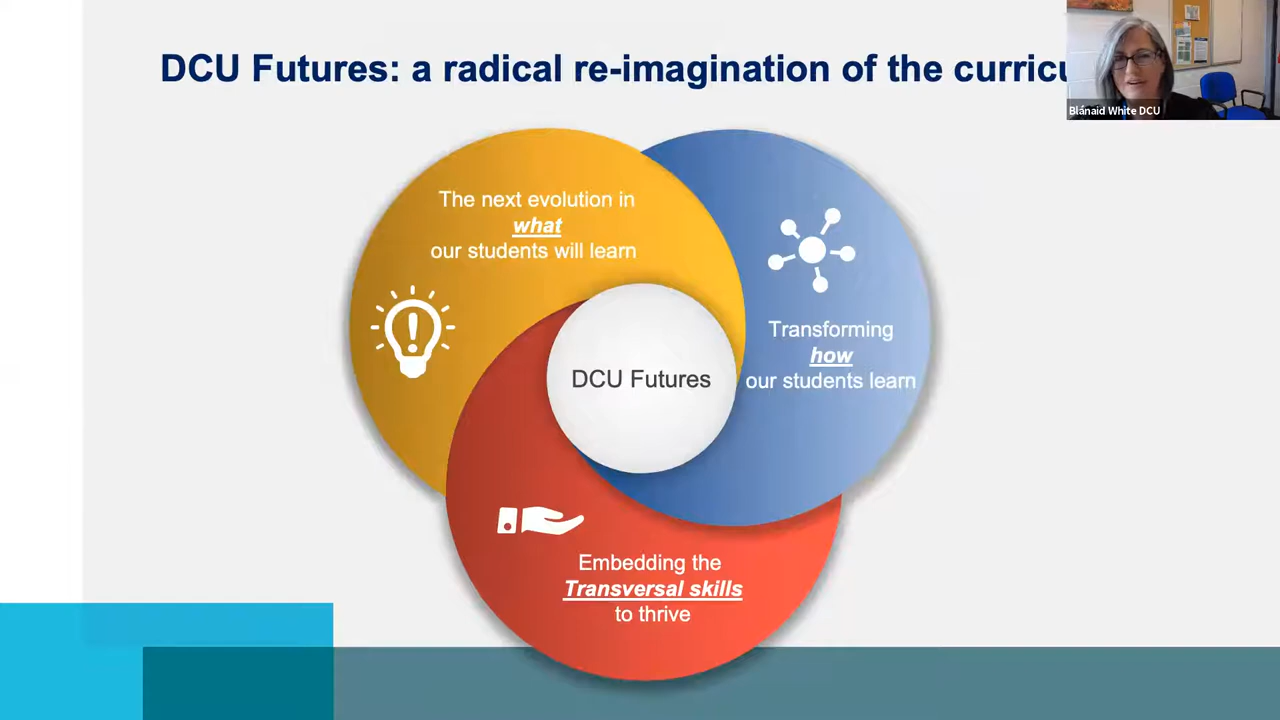 DCU Futures: a radical re-imagination of the curricu
Blánaid White DCU
The next evolution in
what
our students will learn
Transforming
how
our students learn
DCU Futures
Embedding the
Transversal skills
to thrive